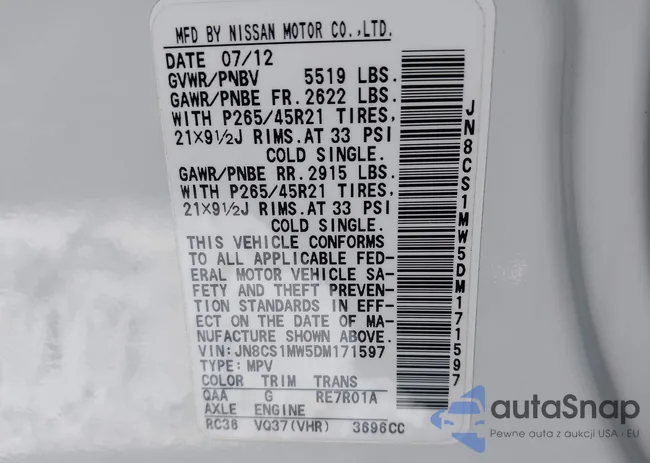 MFD BY NISSAN MOTOR CO.,LTD.
DATE 07/12
GVWR/PNBV 5519 LBS.
GAWR/PNBE FR. 2622 LBS.
WITH P265/45R21 TIRES,
21×9½J RIMS.AT 33 PSI
COLD SINGLE.
GAWR/PNBE RR. 2915 LBS.
WITH P265/45R21 TIRES,
21×9½J RIMS.AT 33 PSI
COLD SINGLE.
THIS VEHICLE CONFORMS
TO ALL APPLICABLE FED-
ERAL MOTOR VEHICLE SA-
FETY AND THEFT PREVEN-
TION STANDARDS IN EFF-
ECT ON THE DATE OF MA-
NUFACTURE SHOWN ABOVE.
VIN: JN8CS1MW5DM171597
TYPE: MPV
COLOR TRIM TRANS
QAA G RE7R01A
AXLE ENGINE
RC36 VQ37(VHR) 3696CC
JN8CS1MW5DM171597
autaSnap
Pewne auta z aukcji USA - EU